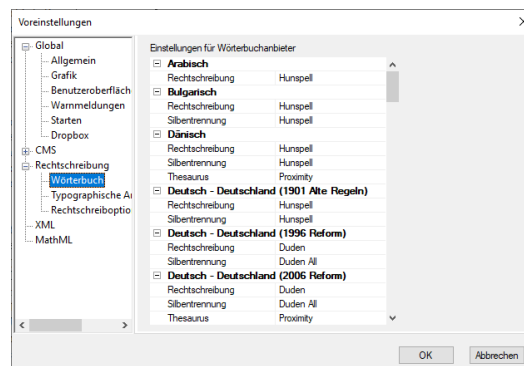 Voreinstellungen
Global
Allgemein
Grafik
Benutzeroberfläch
Warnmeldungen
Starten
Dropbox
CMS
Rechtschreibung
Wörterbuch
Typographische Ar
Rechtschreiboptio
XML
MathML
Einstellungen für Wörterbuchanbieter
Arabisch
Rechtschreibung Hunspell
Bulgarisch
Rechtschreibung Hunspell
Silbentrennung Hunspell
Dänisch
Rechtschreibung Hunspell
Silbentrennung Hunspell
Thesaurus Proximity
Deutsch - Deutschland (1901 Alte Regeln)
Rechtschreibung Hunspell
Silbentrennung Hunspell
Deutsch - Deutschland (1996 Reform)
Rechtschreibung Duden
Silbentrennung Duden All
Deutsch - Deutschland (2006 Reform)
Rechtschreibung Duden
Silbentrennung Duden All
Thesaurus Proximity
OK Abbrechen